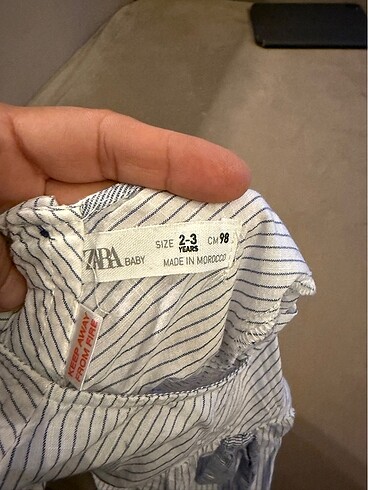 ZARA BABY SIZE 2-3 YEARS CM 98
MADE IN MOROCCO
KEEP AWAY
FROM FIRE